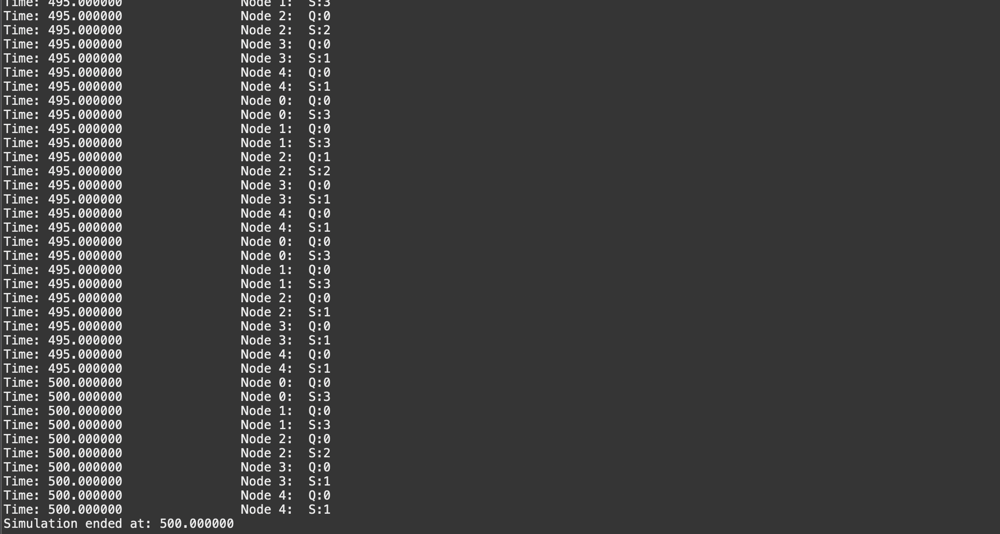 Time: 495.000000                Node 1:  S:3
Time: 495.000000                Node 2:  Q:0
Time: 495.000000                Node 2:  S:2
Time: 495.000000                Node 3:  Q:0
Time: 495.000000                Node 3:  S:1
Time: 495.000000                Node 4:  Q:0
Time: 495.000000                Node 4:  S:1
Time: 495.000000                Node 0:  Q:0
Time: 495.000000                Node 0:  S:3
Time: 495.000000                Node 1:  Q:0
Time: 495.000000                Node 1:  S:3
Time: 495.000000                Node 2:  Q:1
Time: 495.000000                Node 2:  S:2
Time: 495.000000                Node 3:  Q:0
Time: 495.000000                Node 3:  S:1
Time: 495.000000                Node 4:  Q:0
Time: 495.000000                Node 4:  S:1
Time: 495.000000                Node 0:  Q:0
Time: 495.000000                Node 0:  S:3
Time: 495.000000                Node 1:  Q:0
Time: 495.000000                Node 1:  S:3
Time: 495.000000                Node 2:  Q:0
Time: 495.000000                Node 2:  S:1
Time: 495.000000                Node 3:  Q:0
Time: 495.000000                Node 3:  S:1
Time: 495.000000                Node 4:  Q:0
Time: 495.000000                Node 4:  S:1
Time: 500.000000                Node 0:  Q:0
Time: 500.000000                Node 0:  S:3
Time: 500.000000                Node 1:  Q:0
Time: 500.000000                Node 1:  S:3
Time: 500.000000                Node 2:  Q:0
Time: 500.000000                Node 2:  S:2
Time: 500.000000                Node 3:  Q:0
Time: 500.000000                Node 3:  S:1
Time: 500.000000                Node 4:  Q:0
Time: 500.000000                Node 4:  S:1
Simulation ended at: 500.000000